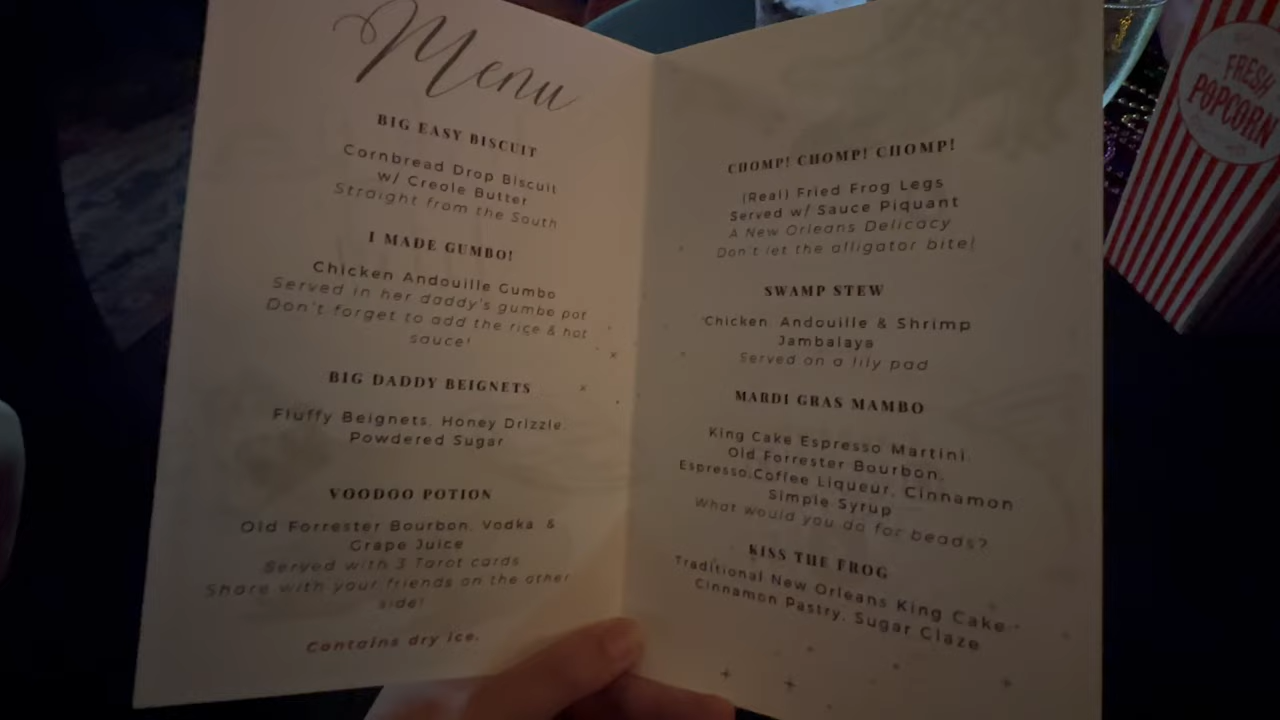 Menu
BIG EASY BISCUIT
Cornbread Drop Biscuit
w/ Creole Butter
Straight from the South
I MADE GUMBO!
Chicken Andouille Gumbo
Served in her daddy's gumbo pot
Don't forget to add the rice & hot
sauce!
BIG DADDY BEIGNETS
Fluffy Beignets, Honey Drizzle
Powdered Sugar
VOODOO POTION
Old Forrester Bourbon, Vodka &
Grape Juice
Served with 3 Tarot cards
Share with your friends on the other
side!
Contains dry ice.
CHOMP! CHOMP! CHOMP!
(Real) Fried Frog Legs
Served w/ Sauce Piquant
A New Orleans Delicacy
Don't let the alligator bite!
SWAMP STEW
Chicken, Andouille & Shrimp
Jambalaya
Served on a lily pad
MARDI GRAS MAMBO
King Cake Espresso Martini,
Old Forrester Bourbon,
Espresso,Coffee Liqueur, Cinnamon
Simple Syrup
What would you do for beads?
KISS THE FROG
Traditional New Orleans King Cake
Cinnamon Pastry, Sugar Glaze
FRESH
POPCORN